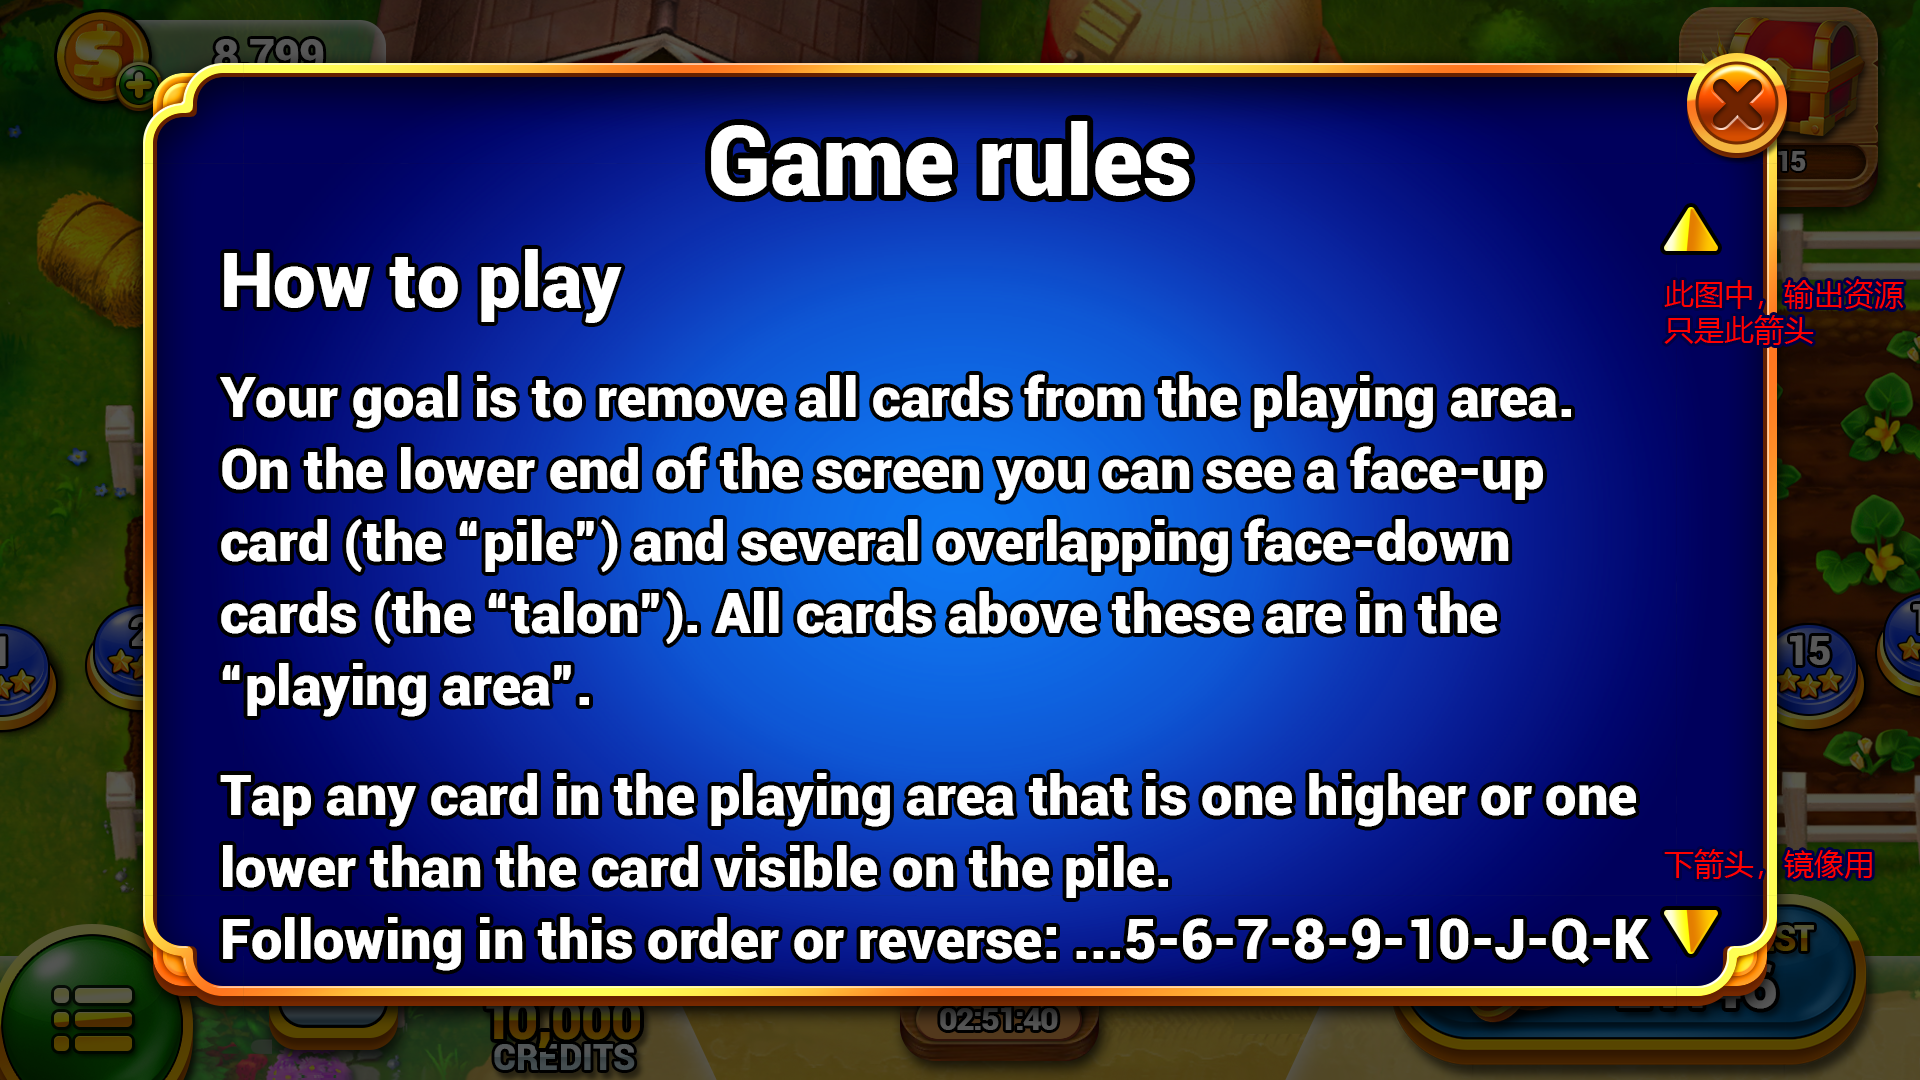 8,799
Game rules
15
How to play
此图中，输出资源
只是此箭头
Your goal is to remove all cards from the playing area.
On the lower end of the screen you can see a face-up
card (the “pile”) and several overlapping face-down
cards (the “talon”). All cards above these are in the
“playing area”.
15
Tap any card in the playing area that is one higher or one
lower than the card visible on the pile.
下箭头，镜像用
Following in this order or reverse: ...5-6-7-8-9-10-J-Q-K
10,000
CREDITS
02:51:40